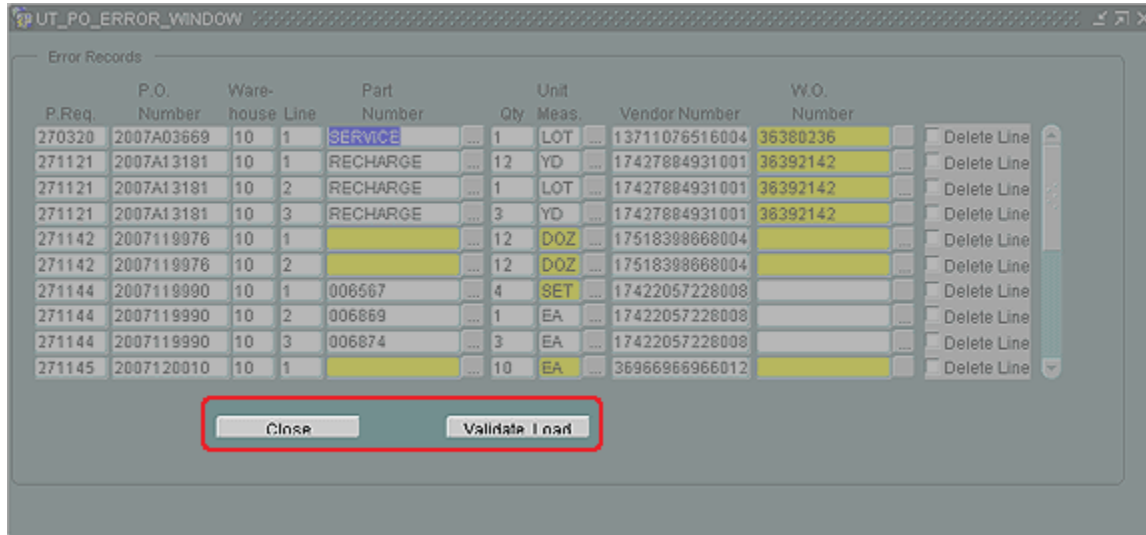 UT_PO_ERROR_WINDOW
Error Records
P.O. Ware- Part Unit W.O.
P.Req. Number house Line Number Qty Meas. Vendor Number Number
270320 2007A03669 10 1 SERVICE ... 1 LOT ... 13711076516004 36380236 Delete Line
271121 2007A13181 10 1 RECHARGE ... 12 YD ... 17427884931001 36392142 ... Delete Line
271121 2007A13181 10 2 RECHARGE ... 1 LOT ... 17427884931001 36392142 ... Delete Line
271121 2007A13181 10 3 RECHARGE ... 3 YD ... 17427884931001 36392142 Delete Line
271142 2007119976 10 1 ... 12 DOZ ... 17518398668004 ... Delete Line
271142 2007119976 10 2 ... 12 DOZ ... 17518398668004 ... Delete Line
271144 2007119990 10 1 006567 ... 4 SET ... 17422057228008 Delete Line
271144 2007119990 10 2 006869 ... 1 EA ... 17422057228008 ... Delete Line
271144 2007119990 10 3 006874 ... 3 EA ... 17422057228008 ... Delete Line
271145 2007120010 10 1 ... 10 EA ... 36966966966012 Delete Line
Close Validate Load